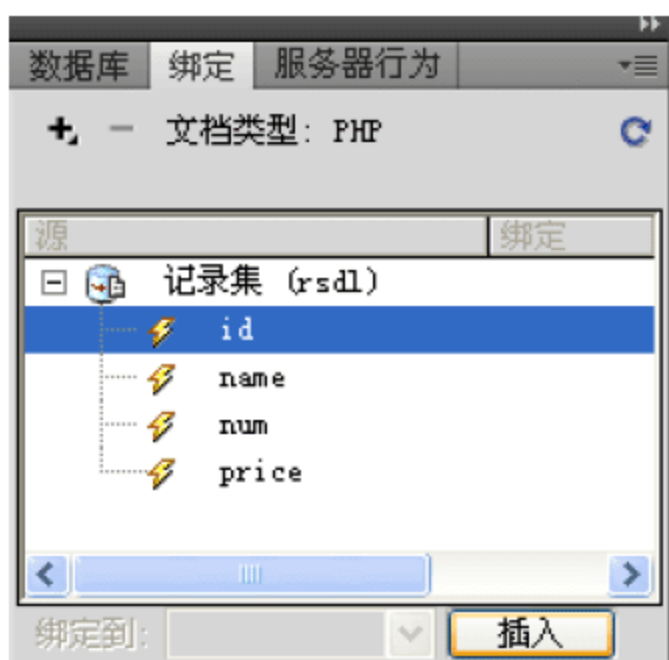 数据库 绑定 服务器行为
文档类型: PHP
源 绑定
记录集 (rsdl)
id
name
num
price
绑定到: 插入